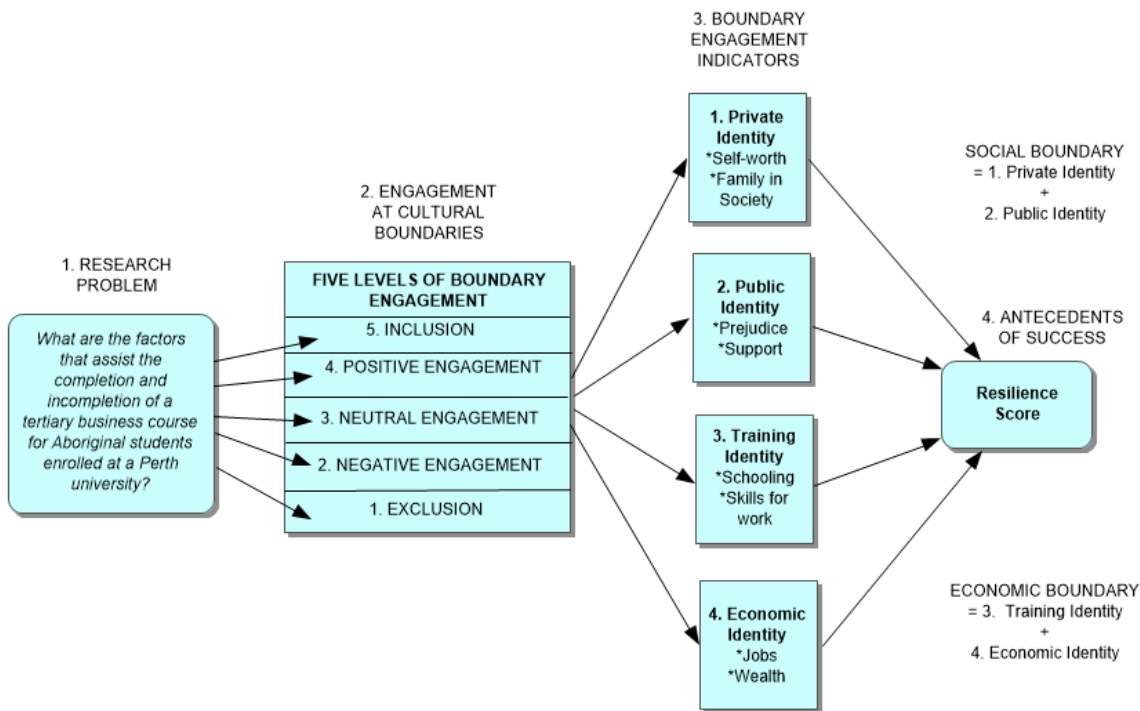 1. RESEARCH
PROBLEM
What are the factors
that assist the
completion and
incompletion of a
tertiary business course
for Aboriginal students
enrolled at a Perth
university?
2. ENGAGEMENT
AT CULTURAL
BOUNDARIES
FIVE LEVELS OF BOUNDARY
ENGAGEMENT
5. INCLUSION
4. POSITIVE ENGAGEMENT
3. NEUTRAL ENGAGEMENT
2. NEGATIVE ENGAGEMENT
1. EXCLUSION
3. BOUNDARY
ENGAGEMENT
INDICATORS
1. Private
Identity
*Self-worth
*Family in
Society
2. Public
Identity
*Prejudice
*Support
3. Training
Identity
*Schooling
*Skills for
work
4. Economic
Identity
*Jobs
*Wealth
SOCIAL BOUNDARY
= 1. Private Identity
+
2. Public Identity
4. ANTECEDENTS
OF SUCCESS
Resilience
Score
ECONOMIC BOUNDARY
= 3. Training Identity
+
4. Economic Identity